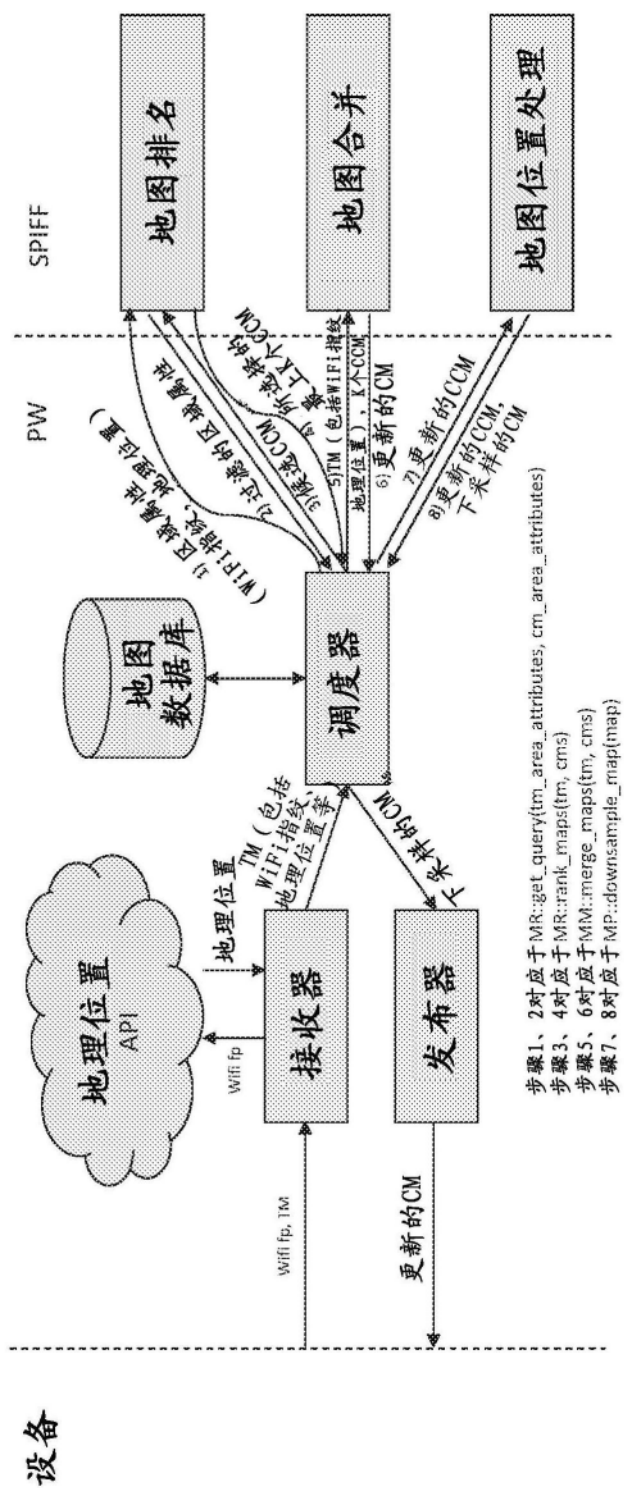 设备
PW
SPIFF
地理位置
API
地图
数据库
Wifi fp
地理位置
Wifi fp, TM
接收器
TM（包括
WiFi指纹、
地理位置等）
调度器
下采样的CM
发布器
更新的CM
1) 区域属性
（WiFi指纹，地理位置）
2) 过滤的区域属性
3) 候选CCM
4) 所选择的
最上K个CCM
5)TM（包括WiFi指纹
地理位置），K个CCM
6) 更新的CM
7) 更新的CCM
8) 更新的CCM，
下采样的CM
地图排名
地图合并
地图位置处理
步骤1、2对应于MR::get_query(tm_area_attributes, cm_area_attributes)
步骤3、4对应于MR::rank_maps(tm, cms)
步骤5、6对应于MM::merge_maps(tm, cms)
步骤7、8对应于MP::downsample_map(map)